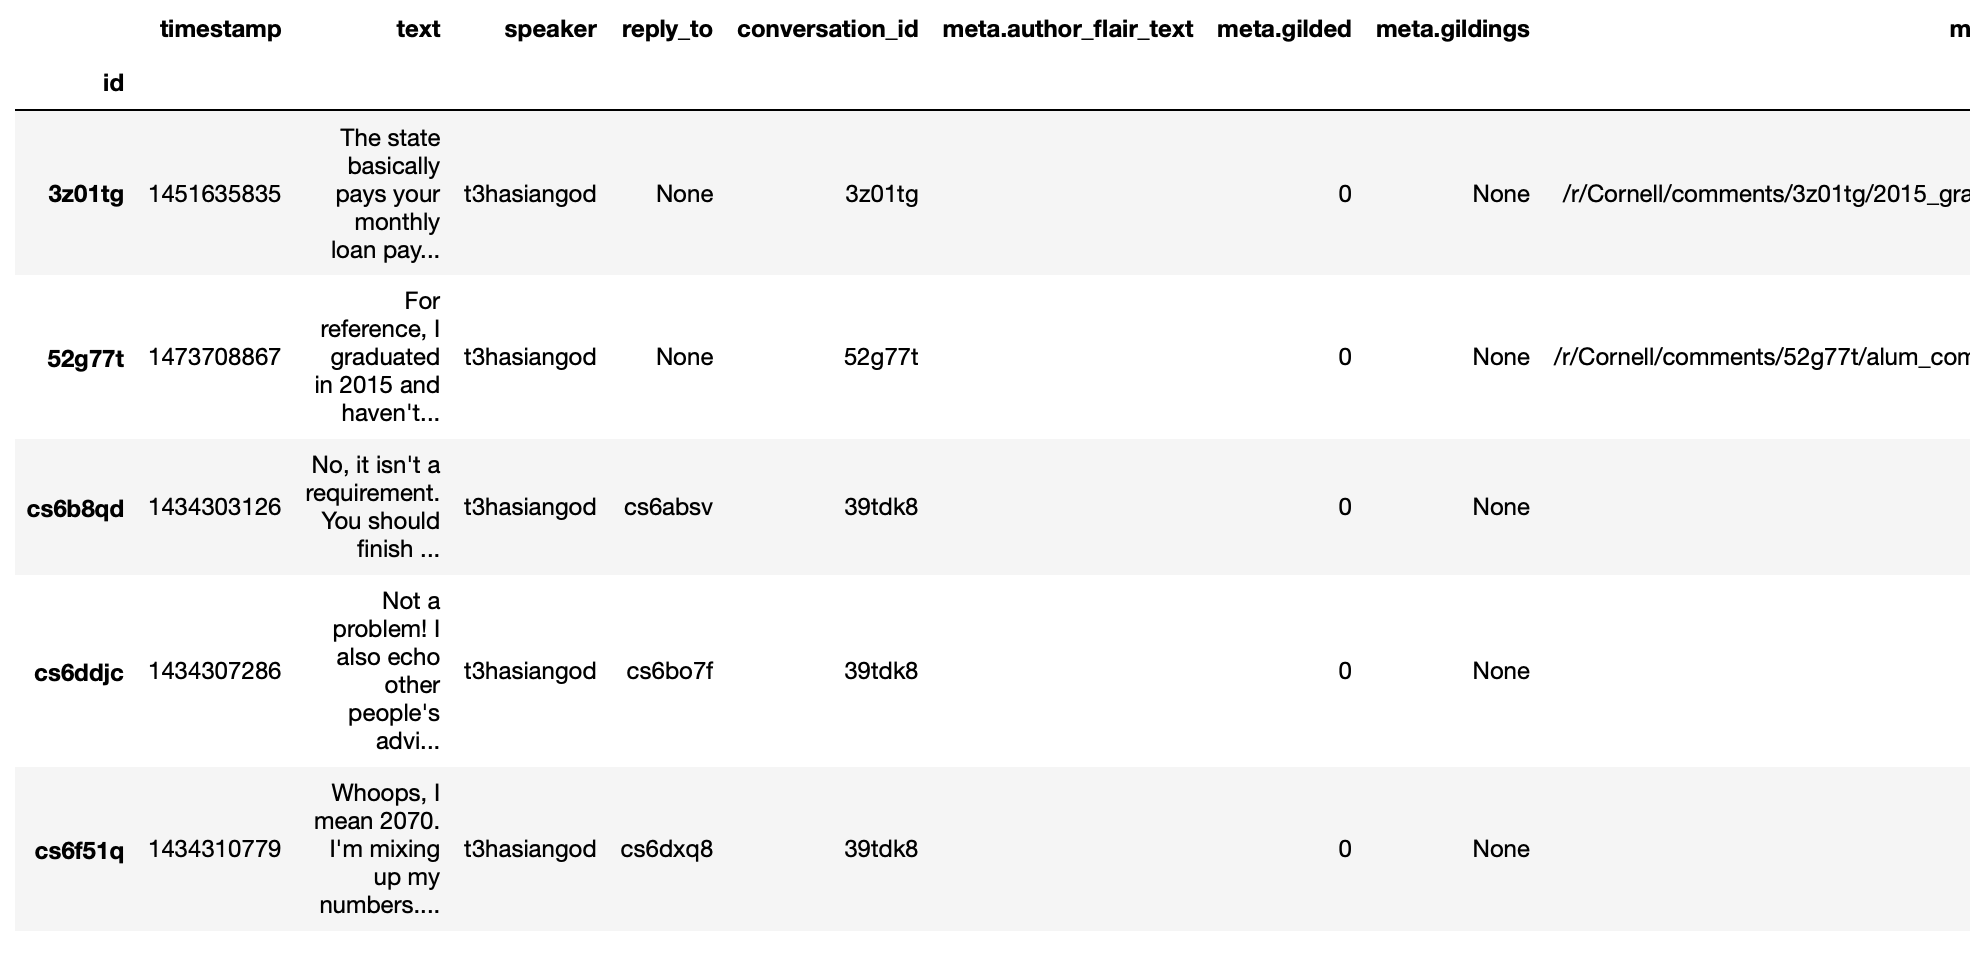 timestamp text speaker reply_to conversation_id meta.author_flair_text meta.gilded meta.gildings m
id
The state
basically
3z01tg 1451635835 pays your t3hasiangod None 3z01tg 0 None /r/Cornell/comments/3z01tg/2015_gra
monthly
loan pay...
For
reference, I
52g77t 1473708867 graduated t3hasiangod None 52g77t 0 None /r/Cornell/comments/52g77t/alum_com
in 2015 and
haven't...
No, it isn't a
requirement.
cs6b8qd 1434303126 t3hasiangod cs6absv 39tdk8 0 None
You should
finish ...
Not a
problem! I
also echo
cs6ddjc 1434307286 t3hasiangod cs6bo7f 39tdk8 0 None
other
people's
advi...
Whoops, I
mean 2070.
cs6f51q 1434310779 I'm mixing t3hasiangod cs6dxq8 39tdk8 0 None
up my
numbers....